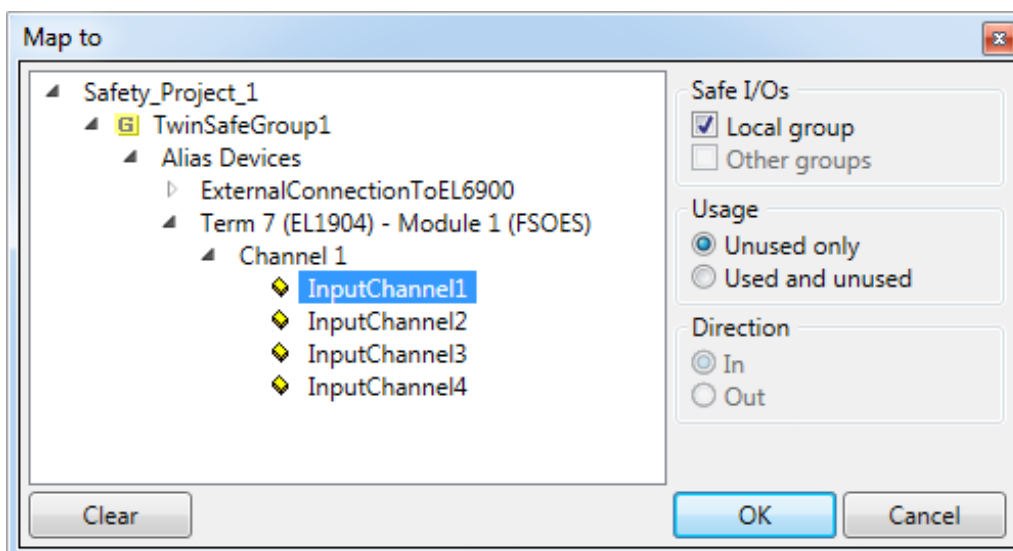 Map to
Safety_Project_1
G TwinSafeGroup1
Alias Devices
ExternalConnectionToEL6900
Term 7 (EL1904) - Module 1 (FSOES)
Channel 1
InputChannel1
InputChannel2
InputChannel3
InputChannel4
Safe I/Os
Local group
Other groups
Usage
Unused only
Used and unused
Direction
In
Out
Clear
OK
Cancel